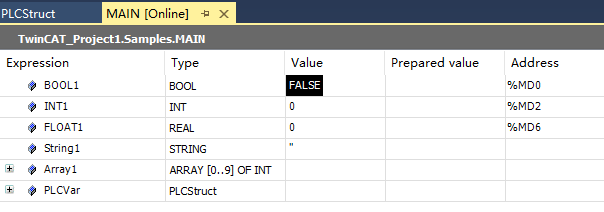 PLCStruct MAIN [Online]
TwinCAT_Project1.Samples.MAIN
Expression Type Value Prepared value Address
BOOL1 BOOL FALSE %MD0
INT1 INT 0 %MD2
FLOAT1 REAL 0 %MD6
String1 STRING ''
Array1 ARRAY [0..9] OF INT
PLCVar PLCStruct